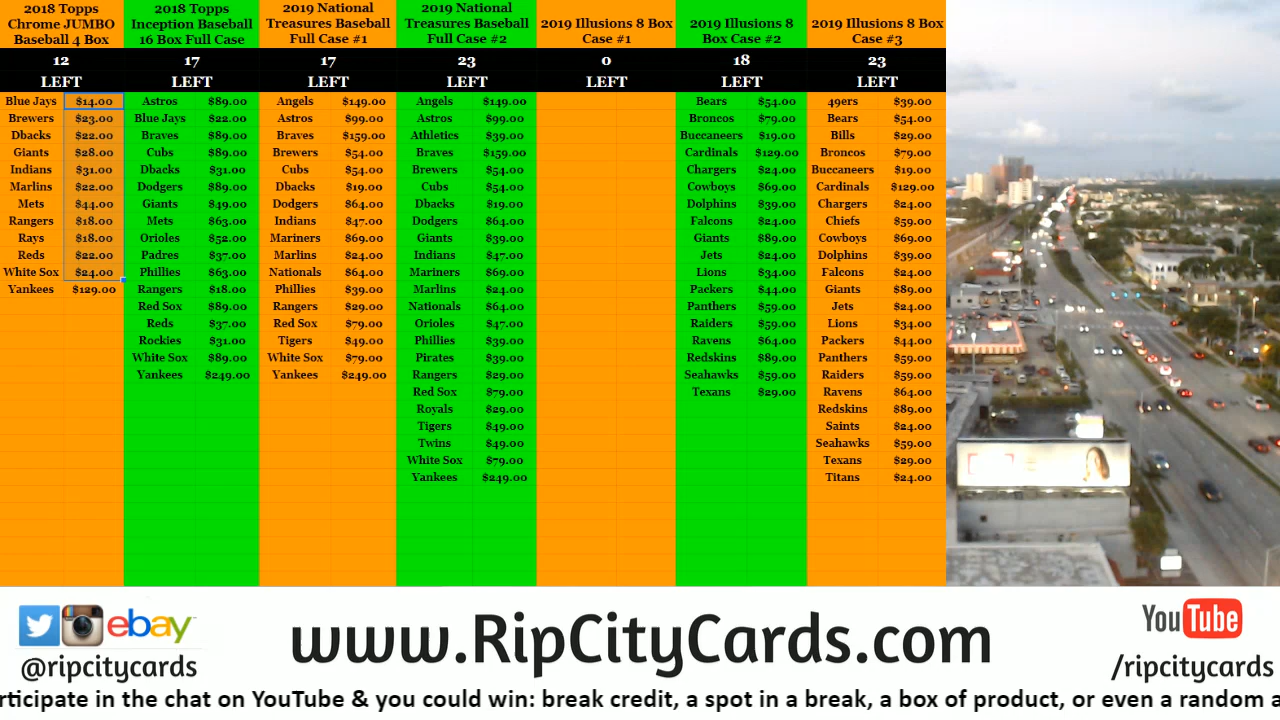 2018 Topps
Chrome JUMBO
Baseball 4 Box
12
LEFT
Blue Jays $14.00
Brewers $23.00
Dbacks $22.00
Giants $28.00
Indians $31.00
Marlins $22.00
Mets $44.00
Rangers $18.00
Rays $18.00
Reds $22.00
White Sox $24.00
Yankees $129.00
2018 Topps
Inception Baseball
16 Box Full Case
17
LEFT
Astros $89.00
Blue Jays $22.00
Braves $89.00
Cubs $89.00
Dbacks $31.00
Dodgers $89.00
Giants $49.00
Mets $63.00
Orioles $52.00
Padres $37.00
Phillies $63.00
Rangers $18.00
Red Sox $89.00
Reds $37.00
Rockies $31.00
White Sox $89.00
Yankees $249.00
2019 National
Treasures Baseball
Full Case #1
17
LEFT
Angels $149.00
Astros $99.00
Braves $159.00
Brewers $54.00
Cubs $54.00
Dbacks $19.00
Dodgers $64.00
Indians $47.00
Mariners $69.00
Marlins $24.00
Nationals $64.00
Phillies $39.00
Rangers $29.00
Red Sox $79.00
Tigers $49.00
White Sox $79.00
Yankees $249.00
2019 National
Treasures Baseball
Full Case #2
23
LEFT
Angels $149.00
Astros $99.00
Athletics $39.00
Braves $159.00
Brewers $54.00
Cubs $54.00
Dbacks $19.00
Dodgers $64.00
Giants $39.00
Indians $47.00
Mariners $69.00
Marlins $24.00
Nationals $64.00
Orioles $47.00
Phillies $39.00
Pirates $39.00
Rangers $29.00
Red Sox $79.00
Royals $29.00
Tigers $49.00
Twins $49.00
White Sox $79.00
Yankees $249.00
2019 Illusions 8 Box
Case #1
0
LEFT
2019 Illusions 8
Box Case #2
18
LEFT
Bears $54.00
Broncos $79.00
Buccaneers $19.00
Cardinals $129.00
Chargers $24.00
Cowboys $69.00
Dolphins $39.00
Falcons $24.00
Giants $89.00
Jets $24.00
Lions $34.00
Packers $44.00
Panthers $59.00
Raiders $59.00
Ravens $64.00
Redskins $89.00
Seahawks $59.00
Texans $29.00
2019 Illusions 8 Box
Case #3
23
LEFT
49ers $39.00
Bears $54.00
Bills $29.00
Broncos $79.00
Buccaneers $19.00
Cardinals $129.00
Chargers $24.00
Chiefs $59.00
Cowboys $69.00
Dolphins $39.00
Falcons $24.00
Giants $89.00
Jets $24.00
Lions $34.00
Packers $44.00
Panthers $59.00
Raiders $59.00
Ravens $64.00
Redskins $89.00
Saints $24.00
Seahawks $59.00
Texans $29.00
Titans $24.00
ebay
@ripcitycards
www.RipCityCards.com
YouTube
/ripcitycards
rticipate in the chat on YouTube & you could win: break credit, a spot in a break, a box of product, or even a random a